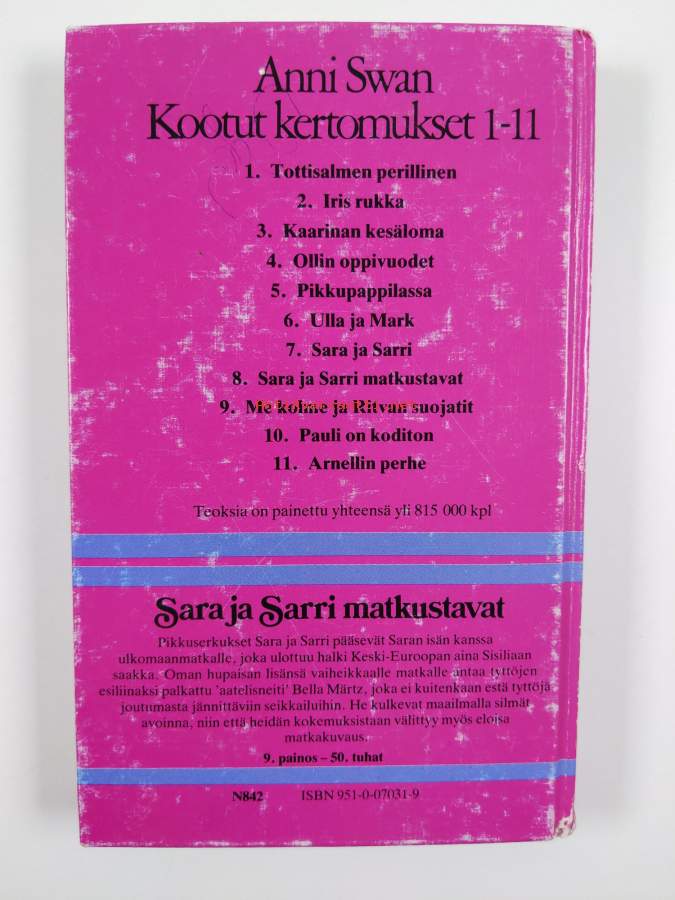 Anni Swan
Kootut kertomukset 1-11
1. Tottisalmen perillinen
2. Iris rukka
3. Kaarinan kesäloma
4. Ollin oppivuodet
5. Pikkupappilassa
6. Ulla ja Mark
7. Sara ja Sarri
8. Sara ja Sarri matkustavat
9. Me kolme ja Ritvan suojatit
10. Pauli on koditon
11. Arnellin perhe
Teoksia on painettu yhteensä yli 815 000 kpl
Sara ja Sarri matkustavat
Pikkuserkukset Sara ja Sarri pääsevät Saran isän kanssa
ulkomaanmatkalle, joka ulottuu halki Keski-Euroopan aina Sisiliaan
saakka. Oman hupaisan lisänsä vaiheikkaalle matkalle antaa tyttöjen
esiliinaksi palkattu 'aatelisneiti' Bella Märtz, joka ei kuitenkaan estä tyttöjä
joutumasta jännittäviin seikkailuihin. He kulkevat maailmalla silmät
avoinna, niin että heidän kokemuksistaan välittyy myös eloisa
matkakuvaus.
9. painos – 50. tuhat
N842 ISBN 951-0-07031-9